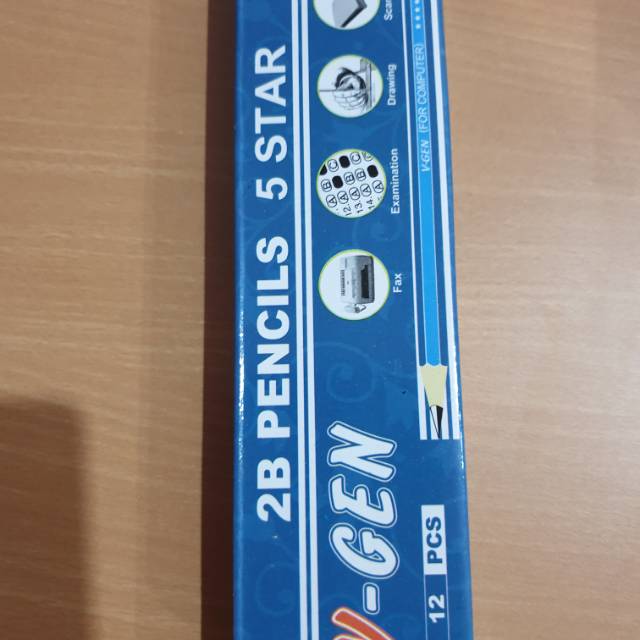 2B PENCILS 5 STAR
Fax
Examination
Drawing
V-GEN
V-GEN (FOR COMPUTER)
12 PCS